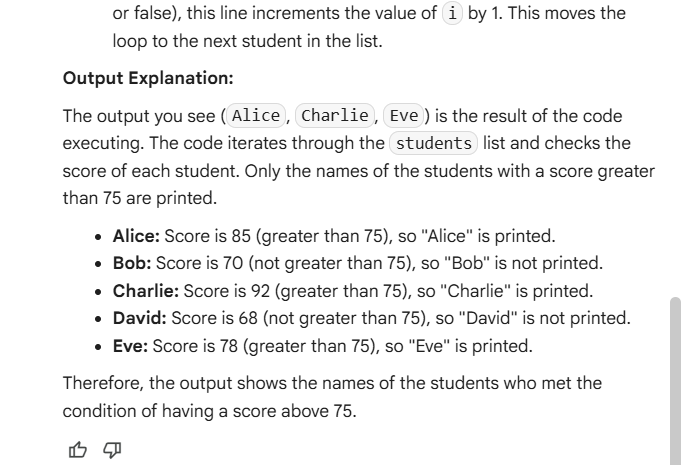 or false), this line increments the value of i by 1. This moves the
loop to the next student in the list.
Output Explanation:
The output you see ( Alice , Charlie , Eve ) is the result of the code
executing. The code iterates through the students list and checks the
score of each student. Only the names of the students with a score greater
than 75 are printed.
• Alice: Score is 85 (greater than 75), so "Alice" is printed.
• Bob: Score is 70 (not greater than 75), so "Bob" is not printed.
• Charlie: Score is 92 (greater than 75), so "Charlie" is printed.
• David: Score is 68 (not greater than 75), so "David" is not printed.
• Eve: Score is 78 (greater than 75), so "Eve" is printed.
Therefore, the output shows the names of the students who met the
condition of having a score above 75.